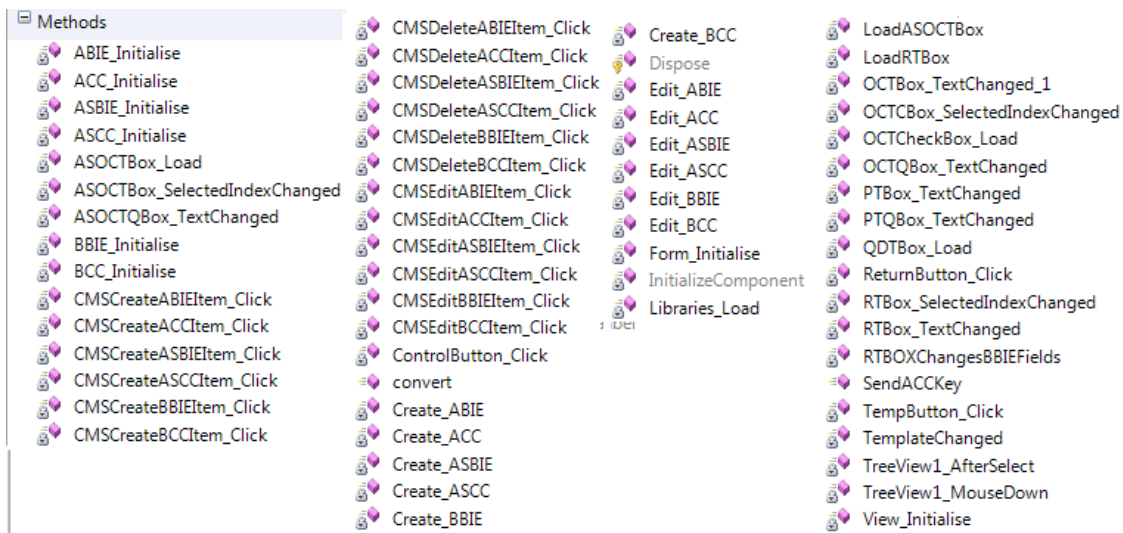 Methods
ABIE_Initialise
ACC_Initialise
ASBIE_Initialise
ASCC_Initialise
ASOCTBox_Load
ASOCTBox_SelectedIndexChanged
ASOCTQBox_TextChanged
BBIE_Initialise
BCC_Initialise
CMSCreateABIEItem_Click
CMSCreateACCItem_Click
CMSCreateASBIEItem_Click
CMSCreateASCCItem_Click
CMSCreateBBIEItem_Click
CMSCreateBCCItem_Click
CMSDeleteABIEItem_Click
CMSDeleteACCItem_Click
CMSDeleteASBIEItem_Click
CMSDeleteASCCItem_Click
CMSDeleteBBIEItem_Click
CMSDeleteBCCItem_Click
CMSEditABIEItem_Click
CMSEditACCItem_Click
CMSEditASBIEItem_Click
CMSEditASCCItem_Click
CMSEditBBIEItem_Click
CMSEditBCCItem_Click
ControlButton_Click
convert
Create_ABIE
Create_ACC
Create_ASBIE
Create_ASCC
Create_BBIE
Create_BCC
Dispose
Edit_ABIE
Edit_ACC
Edit_ASBIE
Edit_ASCC
Edit_BBIE
Edit_BCC
Form_Initialise
InitializeComponent
Libraries_Load
LoadASOCTBox
LoadRTBox
OCTBox_TextChanged_1
OCTCBox_SelectedIndexChanged
OCTCheckBox_Load
OCTQBox_TextChanged
PTBox_TextChanged
PTQBox_TextChanged
QDTBox_Load
ReturnButton_Click
RTBox_SelectedIndexChanged
RTBox_TextChanged
RTBOXChangesBBIEFields
SendACCKey
TempButton_Click
TemplateChanged
TreeView1_AfterSelect
TreeView1_MouseDown
View_Initialise